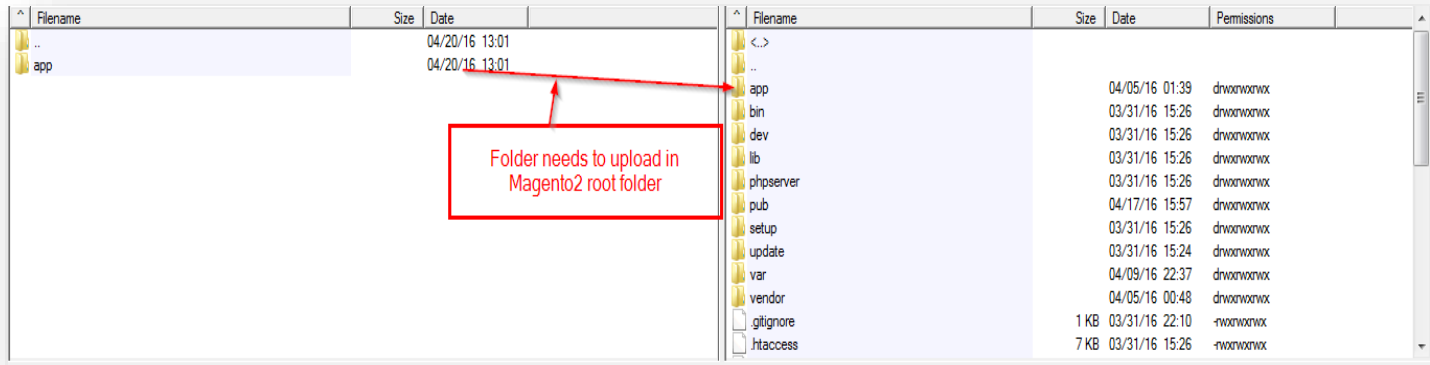 ^ Filename Size Date
.. 04/20/16 13:01
app 04/20/16 13:01
Folder needs to upload in
Magento2 root folder
^ Filename Size Date Permissions
<..>
..
app 04/05/16 01:39 drwxrwxrwx
bin 03/31/16 15:26 drwxrwxrwx
dev 03/31/16 15:26 drwxrwxrwx
lib 03/31/16 15:26 drwxrwxrwx
phpserver 03/31/16 15:26 drwxrwxrwx
pub 04/17/16 15:57 drwxrwxrwx
setup 03/31/16 15:26 drwxrwxrwx
update 03/31/16 15:24 drwxrwxrwx
var 04/09/16 22:37 drwxrwxrwx
vendor 04/05/16 00:48 drwxrwxrwx
.gitignore 1 KB 03/31/16 22:10 -rwxrwxrwx
.htaccess 7 KB 03/31/16 15:26 -rwxrwxrwx